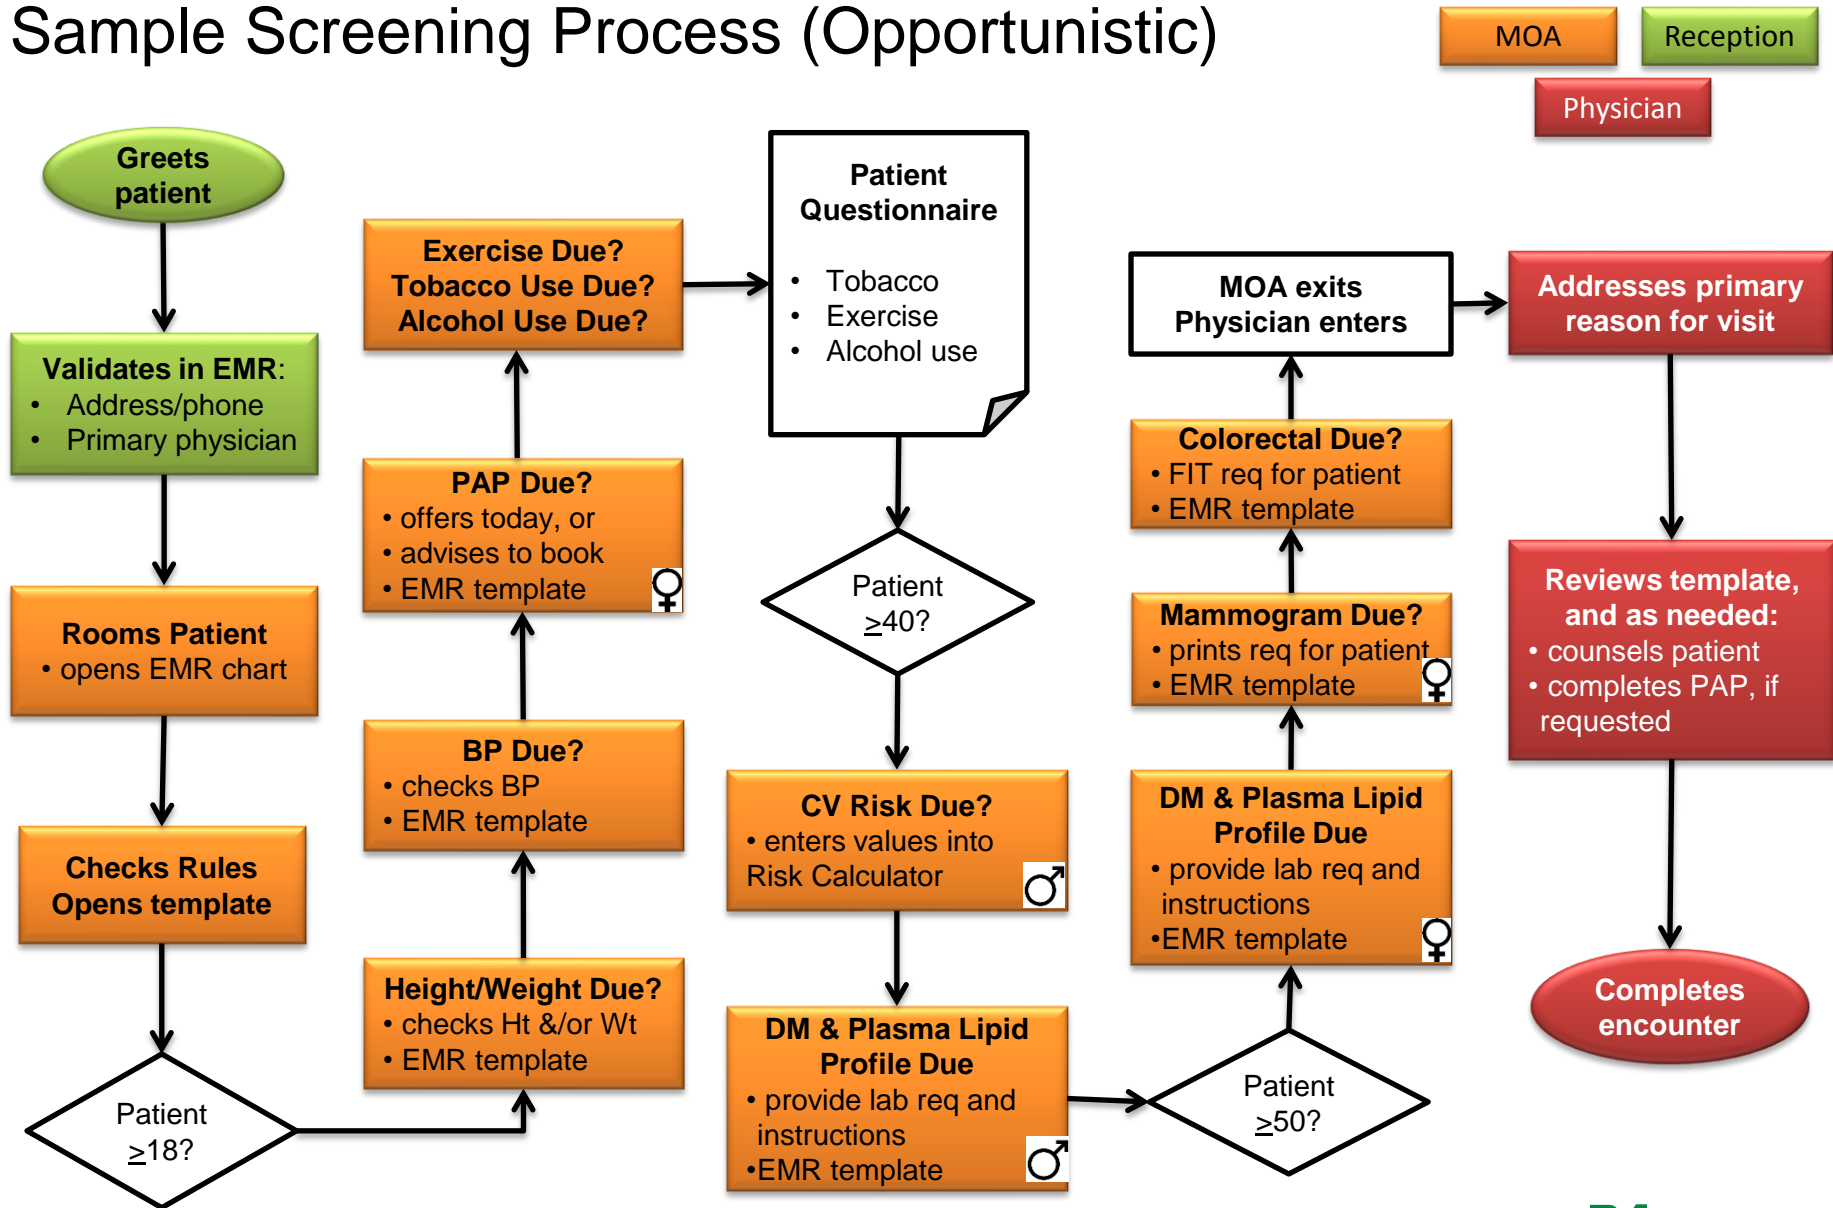 Sample Screening Process (Opportunistic)
MOA
Reception
Physician
Greets
patient
Validates in EMR:
• Address/phone
• Primary physician
Rooms Patient
• opens EMR chart
Checks Rules
Opens template
Patient
≥18?
Height/Weight Due?
• checks Ht &/or Wt
• EMR template
BP Due?
• checks BP
• EMR template
PAP Due?
• offers today, or
• advises to book
• EMR template
Exercise Due?
Tobacco Use Due?
Alcohol Use Due?
Patient
Questionnaire
• Tobacco
• Exercise
• Alcohol use
Patient
≥40?
CV Risk Due?
• enters values into
Risk Calculator
DM & Plasma Lipid
Profile Due
• provide lab req and
instructions
•EMR template
Patient
≥50?
DM & Plasma Lipid
Profile Due
• provide lab req and
instructions
•EMR template
Mammogram Due?
• prints req for patient
• EMR template
Colorectal Due?
• FIT req for patient
• EMR template
MOA exits
Physician enters
Addresses primary
reason for visit
Reviews template,
and as needed:
• counsels patient
• completes PAP, if
requested
Completes
encounter